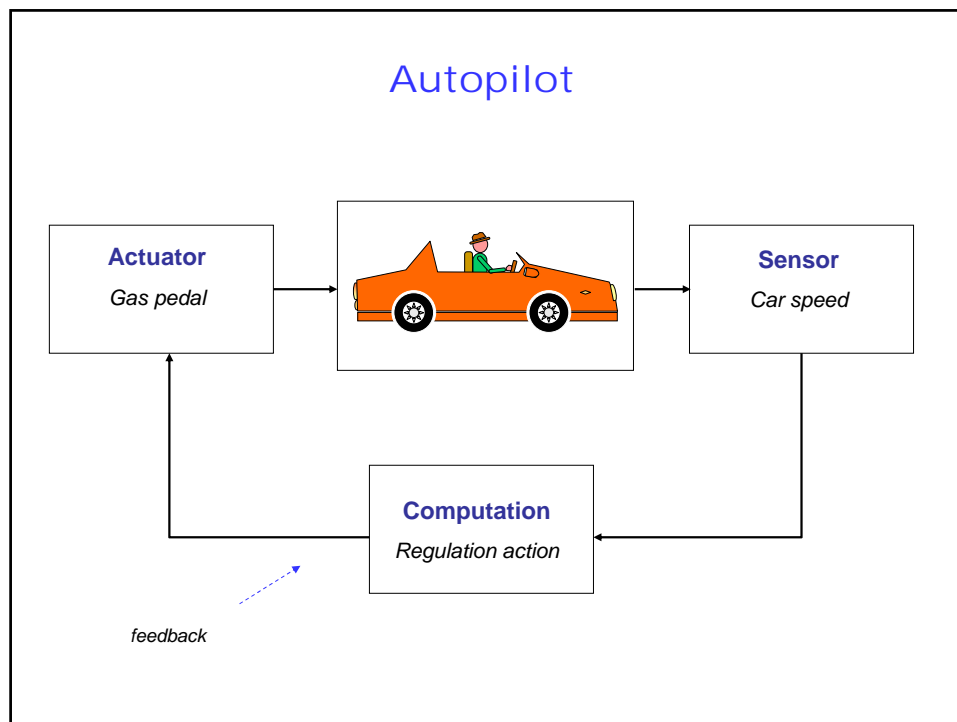 Autopilot
Actuator
Gas pedal
Sensor
Car speed
Computation
Regulation action
feedback